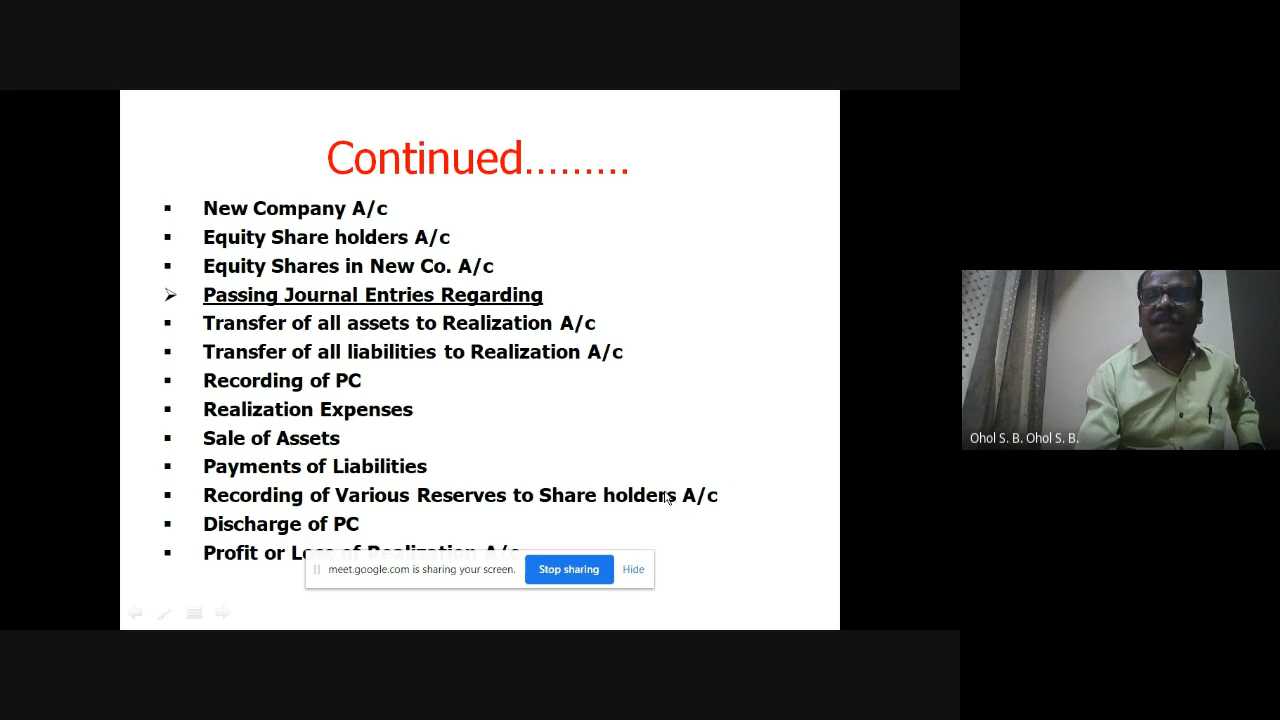 Continued.........
▪ New Company A/c
▪ Equity Share holders A/c
▪ Equity Shares in New Co. A/c
➢ Passing Journal Entries Regarding
▪ Transfer of all assets to Realization A/c
▪ Transfer of all liabilities to Realization A/c
▪ Recording of PC
▪ Realization Expenses
▪ Sale of Assets
▪ Payments of Liabilities
▪ Recording of Various Reserves to Share holders A/c
▪ Discharge of PC
▪ Profit or Loss of Realization A/c
meet.google.com is sharing your screen. Stop sharing Hide
Ohol S. B. Ohol S. B.